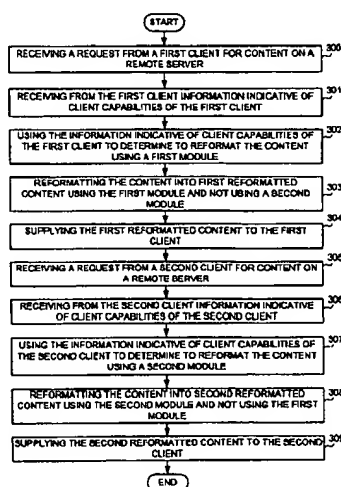 START
300
RECEIVING A REQUEST FROM A FIRST CLIENT FOR CONTENT ON A
REMOTE SERVER
301
RECEIVING FROM THE FIRST CLIENT INFORMATION INDICATIVE OF
CLIENT CAPABILITIES OF THE FIRST CLIENT
302
USING THE INFORMATION INDICATIVE OF CLIENT CAPABILITIES OF
THE FIRST CLIENT TO DETERMINE TO REFORMAT THE CONTENT
USING A FIRST MODULE
303
REFORMATTING THE CONTENT INTO FIRST REFORMATTED
CONTENT USING THE FIRST MODULE AND NOT USING A SECOND
MODULE
304
SUPPLYING THE FIRST REFORMATTED CONTENT TO THE FIRST
CLIENT
305
RECEIVING A REQUEST FROM A SECOND CLIENT FOR CONTENT ON
A REMOTE SERVER
306
RECEIVING FROM THE SECOND CLIENT INFORMATION INDICATIVE
OF CLIENT CAPABILITIES OF THE SECOND CLIENT
307
USING THE INFORMATION INDICATIVE OF CLIENT CAPABILITIES OF
THE SECOND CLIENT TO DETERMINE TO REFORMAT THE CONTENT
USING A SECOND MODULE
308
REFORMATTING THE CONTENT INTO SECOND REFORMATTED
CONTENT USING THE SECOND MODULE AND NOT USING THE FIRST
MODULE
309
SUPPLYING THE SECOND REFORMATTED CONTENT TO THE SECOND
CLIENT
END